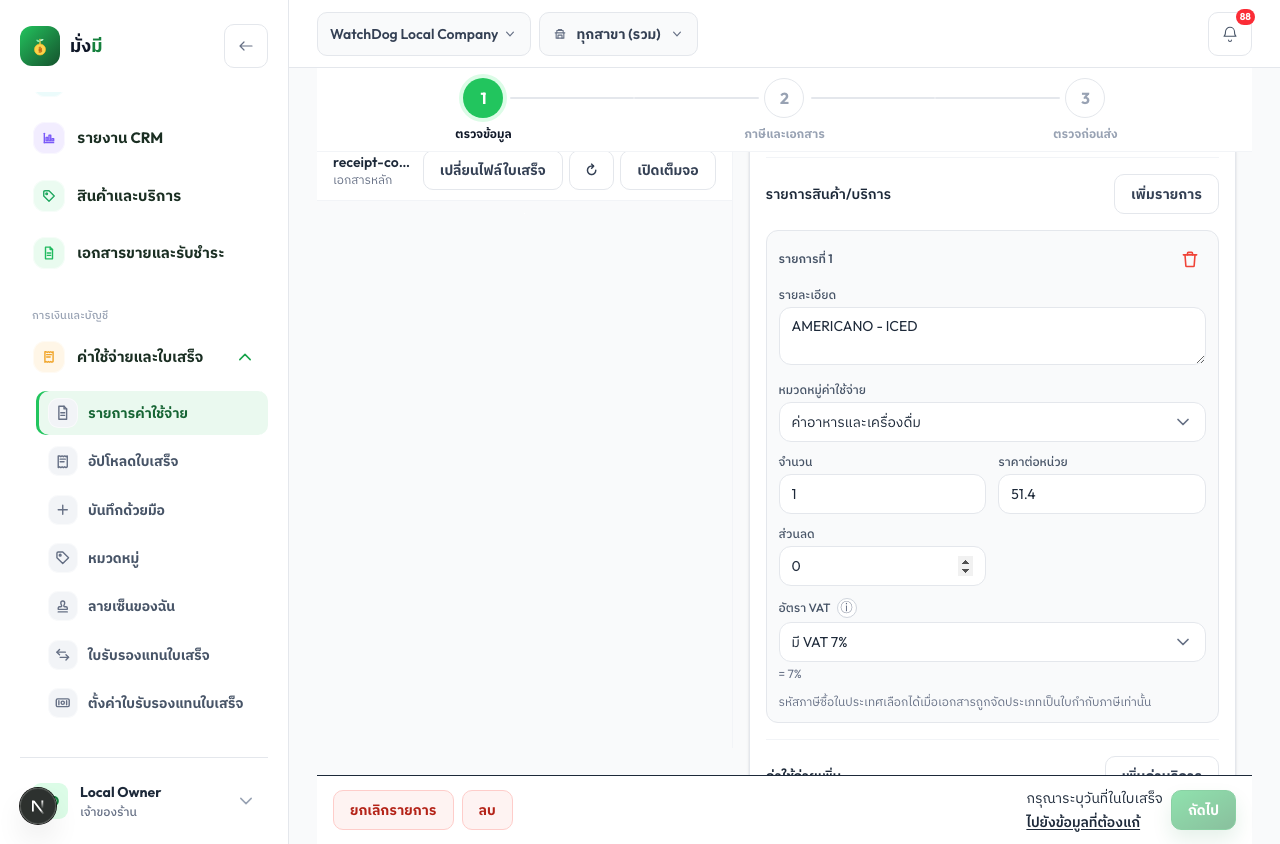 มั่งมี
WatchDog Local Company
ทุกสาขา (รวม)
88
รายงาน CRM
สินค้าและบริการ
เอกสารขายและรับชำระ
การเงินและบัญชี
ค่าใช้จ่ายและใบเสร็จ
รายการค่าใช้จ่าย
อัปโหลดใบเสร็จ
บันทึกด้วยมือ
หมวดหมู่
ลายเซ็นของฉัน
ใบรับรองแทนใบเสร็จ
ตั้งค่าใบรับรองแทนใบเสร็จ
N
Local Owner
เจ้าของร้าน
1
2
3
ตรวจข้อมูล
ภาษีและเอกสาร
ตรวจก่อนส่ง
receipt-co...
เอกสารหลัก
เปลี่ยนไฟล์ใบเสร็จ
เปิดเต็มจอ
รายการสินค้า/บริการ
เพิ่มรายการ
รายการที่ 1
รายละเอียด
AMERICANO - ICED
หมวดหมู่ค่าใช้จ่าย
ค่าอาหารและเครื่องดื่ม
จำนวน
ราคาต่อหน่วย
1
51.4
ส่วนลด
0
อัตรา VAT
มี VAT 7%
= 7%
รหัสภาษีซื้อในประเทศเลือกได้เมื่อเอกสารถูกจัดประเภทเป็นใบกำกับภาษีเท่านั้น
ยกเลิกรายการ
ลบ
กรุณาระบุวันที่ในใบเสร็จ
ไปยังข้อมูลที่ต้องแก้
ถัดไป